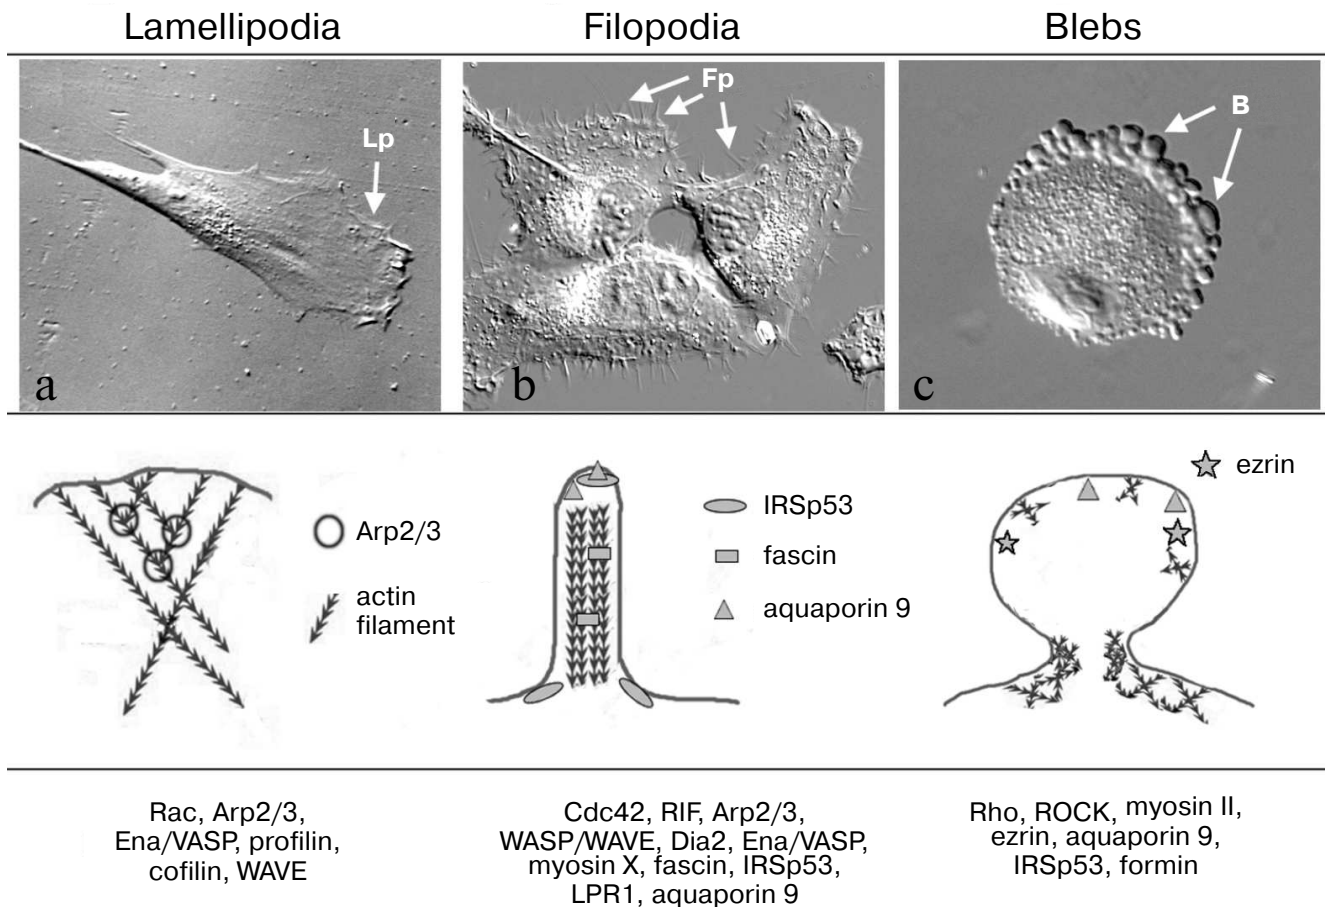 Lamellipodia
Filopodia
Blebs
Lp
a
Fp
b
B
c
Arp2/3
actin
filament
IRSp53
fascin
aquaporin 9
ezrin
Rac, Arp2/3,
Ena/VASP, profilin,
cofilin, WAVE
Cdc42, RIF, Arp2/3,
WASP/WAVE, Dia2, Ena/VASP,
myosin X, fascin, IRSp53,
LPR1, aquaporin 9
Rho, ROCK, myosin II,
ezrin, aquaporin 9,
IRSp53, formin